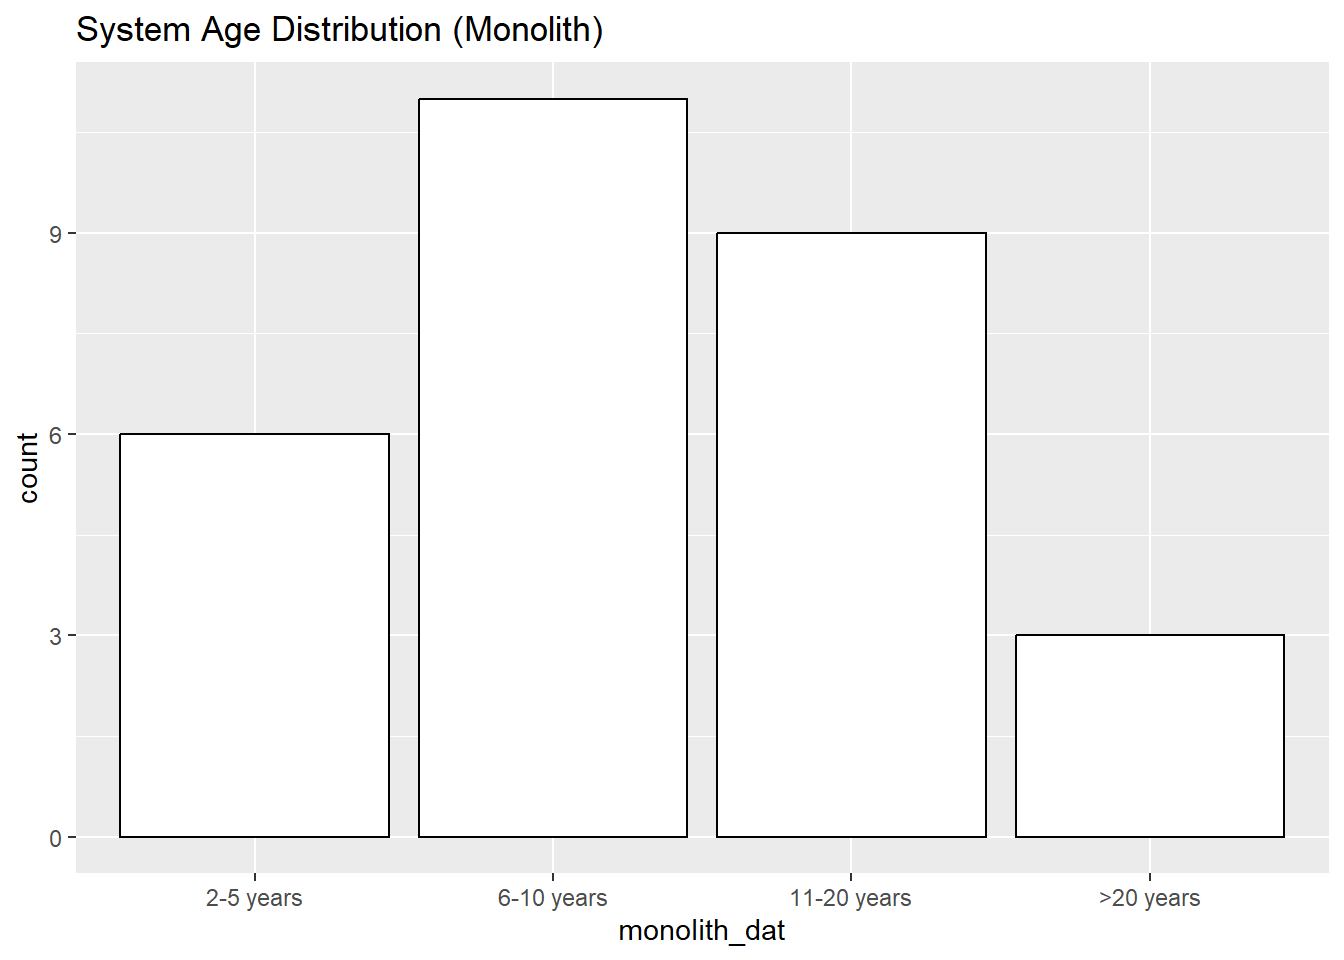 System Age Distribution (Monolith)
count
9
6
3
0
2-5 years
6-10 years
11-20 years
>20 years
monolith_dat